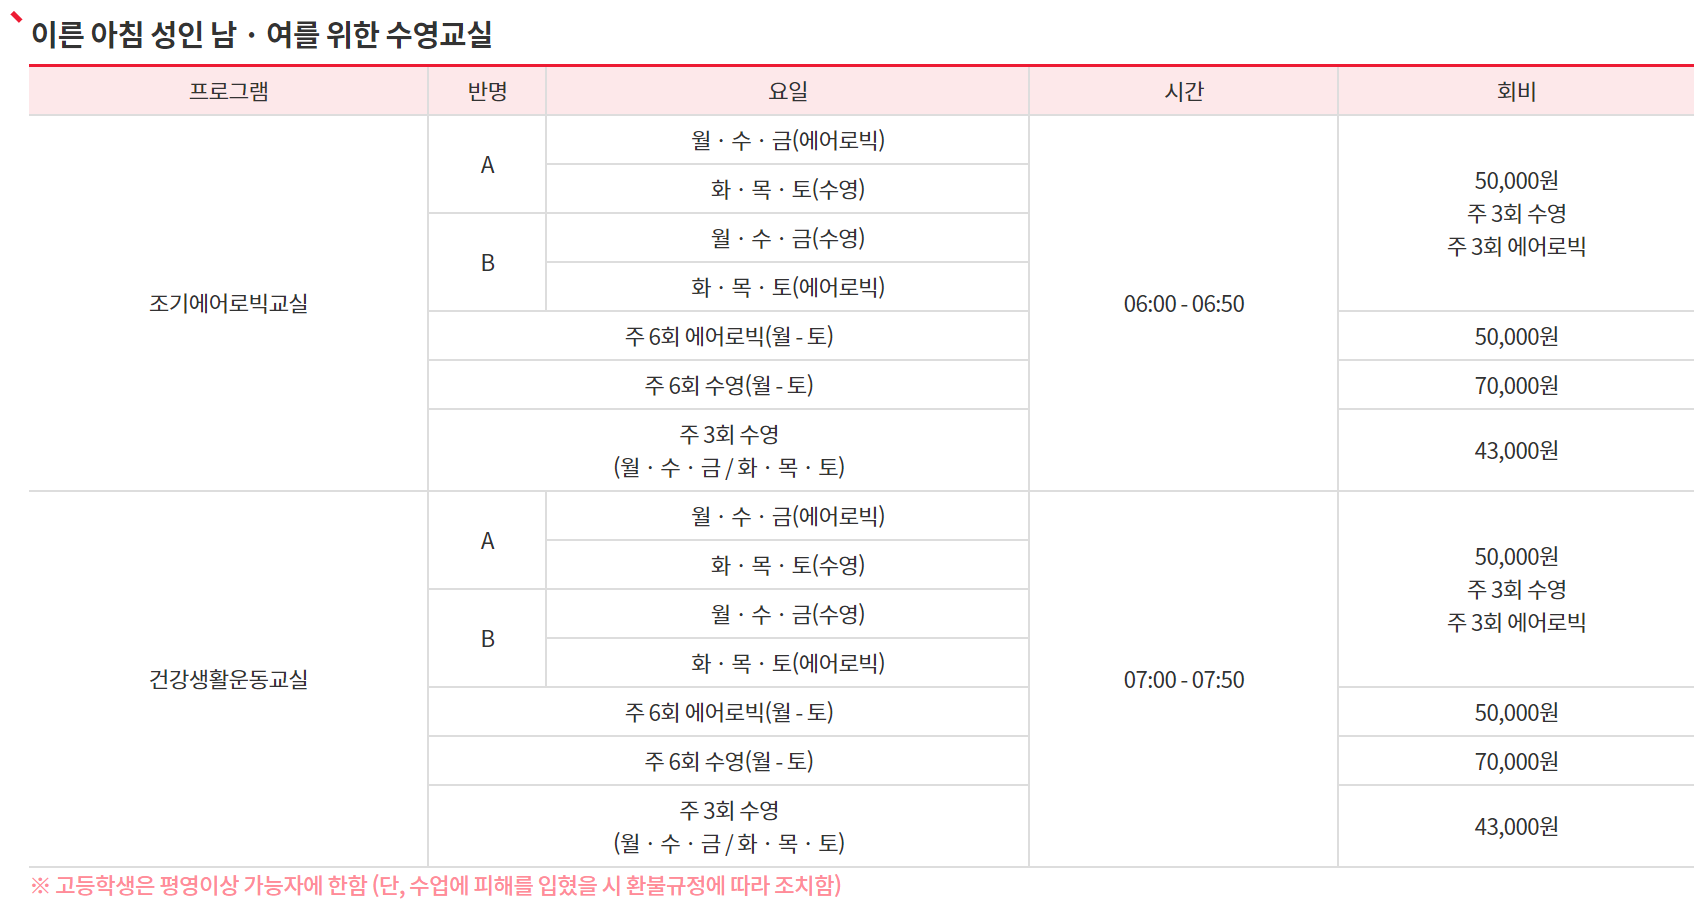 이른 아침 성인 남 · 여를 위한 수영교실
프로그램 반명 요일 시간 회비
조기에어로빅교실 A 월 · 수 · 금(에어로빅) 06:00 - 06:50 50,000원
주 3회 수영
주 3회 에어로빅
화 · 목 · 토(수영)
B 월 · 수 · 금(수영)
화 · 목 · 토(에어로빅)
주 6회 에어로빅(월 - 토) 50,000원
주 6회 수영(월 - 토) 70,000원
주 3회 수영
(월 · 수 · 금 / 화 · 목 · 토) 43,000원
건강생활운동교실 A 월 · 수 · 금(에어로빅) 07:00 - 07:50 50,000원
주 3회 수영
주 3회 에어로빅
화 · 목 · 토(수영)
B 월 · 수 · 금(수영)
화 · 목 · 토(에어로빅)
주 6회 에어로빅(월 - 토) 50,000원
주 6회 수영(월 - 토) 70,000원
주 3회 수영
(월 · 수 · 금 / 화 · 목 · 토) 43,000원
※ 고등학생은 평영이상 가능자에 한함 (단, 수업에 피해를 입혔을 시 환불규정에 따라 조치함)